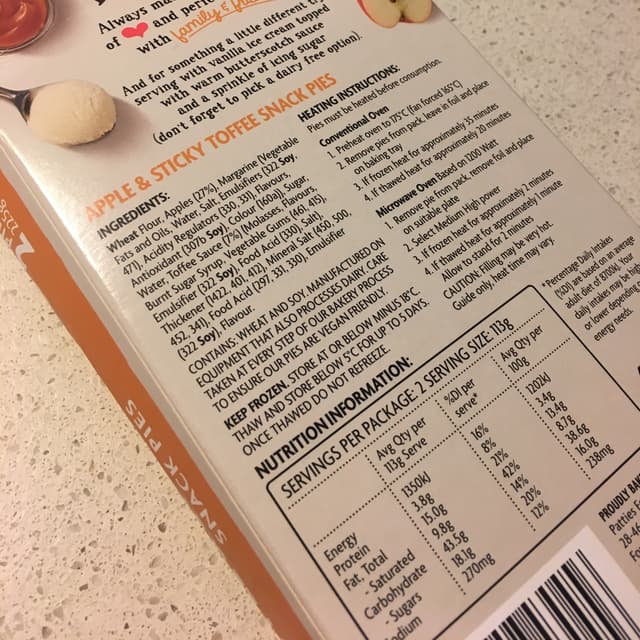 Always
of ❤ and
with family &
And for something a little different
serving with vanilla ice cream topped
with warm butterscotch sauce
and a sprinkle of icing sugar
(don't forget to pick a dairy free option).
APPLE & STICKY TOFFEE SNACK PIES
INGREDIENTS:
Wheat Flour, Apples (27%), Margarine (Vegetable
Fats and Oils, Water, Salt, Emulsifiers (322 Soy,
471), Acidity Regulators (330, 331), Flavours,
Antioxidant (307b Soy), Colour (160a)), Sugar,
Water, Toffee Sauce (7%) (Molasses, Flavours,
Burnt Sugar Syrup, Vegetable Gums (461, 415),
Emulsifier (322 Soy), Food Acid (330), Salt),
Thickener (1422, 401, 412), Mineral Salt (450, 500,
452, 341), Food Acid (297, 331, 330), Emulsifier
(322 Soy), Flavour.
CONTAINS: WHEAT AND SOY. MANUFACTURED ON
EQUIPMENT THAT ALSO PROCESSES DAIRY. CARE
TAKEN AT EVERY STEP OF OUR BAKERY PROCESS
TO ENSURE OUR PIES ARE VEGAN FRIENDLY.
KEEP FROZEN. STORE AT OR BELOW MINUS 18°C.
THAW AND STORE BELOW 5°C FOR UP TO 5 DAYS.
ONCE THAWED DO NOT REFREEZE.
HEATING INSTRUCTIONS:
Pies must be heated before consumption.
Conventional Oven
1. Preheat oven to 175°C (fan forced 165°C)
2. Remove pies from pack, leave in foil and place
on baking tray
3. If frozen heat for approximately 35 minutes
4. If thawed heat for approximately 20 minutes
Microwave Oven Based on 1200 Watt
1. Remove pie from pack, remove foil and place
on suitable plate
2. Select Medium high power
3. If frozen heat for approximately 2 minutes
4. If thawed heat for approximately 1 minute
Allow to stand for 2 minutes
CAUTION: Filling may be very hot.
Guide only, heat time may vary.
NUTRITION INFORMATION:
SERVINGS PER PACKAGE 2 SERVING SIZE 113g
Avg Qty per 113g Serve %DI per serve* Avg Qty per 100g
Energy 1350kJ 16% 1202kJ
Protein 3.8g 8% 3.4g
Fat, Total 15.0g 21% 13.4g
- Saturated 9.8g 42% 8.7g
Carbohydrate 43.5g 14% 38.6g
- Sugars 18.1g 20% 16.0g
270mg 12% 238mg
*Percentage Daily Intakes
(%DI) are based on an average
adult diet of 8700kJ. Your
daily intakes may be
or lower depending
energy needs.
PROUDLY
Patties
SNACK PIES
2